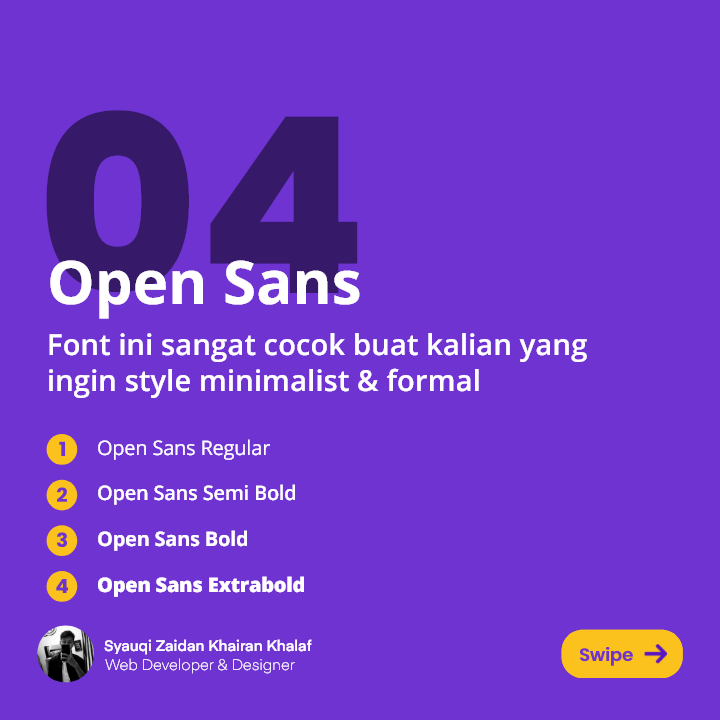 04
Open Sans
Font ini sangat cocok buat kalian yang
ingin style minimalist & formal
1 Open Sans Regular
2 Open Sans Semi Bold
3 Open Sans Bold
4 Open Sans Extrabold
Syauqi Zaidan Khairan Khalaf
Web Developer & Designer
Swipe